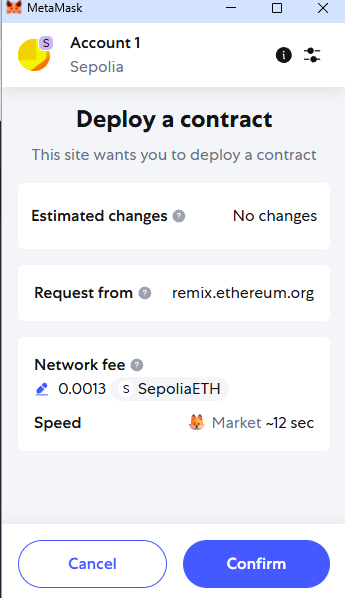 MetaMask
S
Account 1
Sepolia
Deploy a contract
This site wants you to deploy a contract
Estimated changes ? No changes
Request from ? remix.ethereum.org
Network fee ?
0.0013 S SepoliaETH
Speed Market ~12 sec
Cancel Confirm